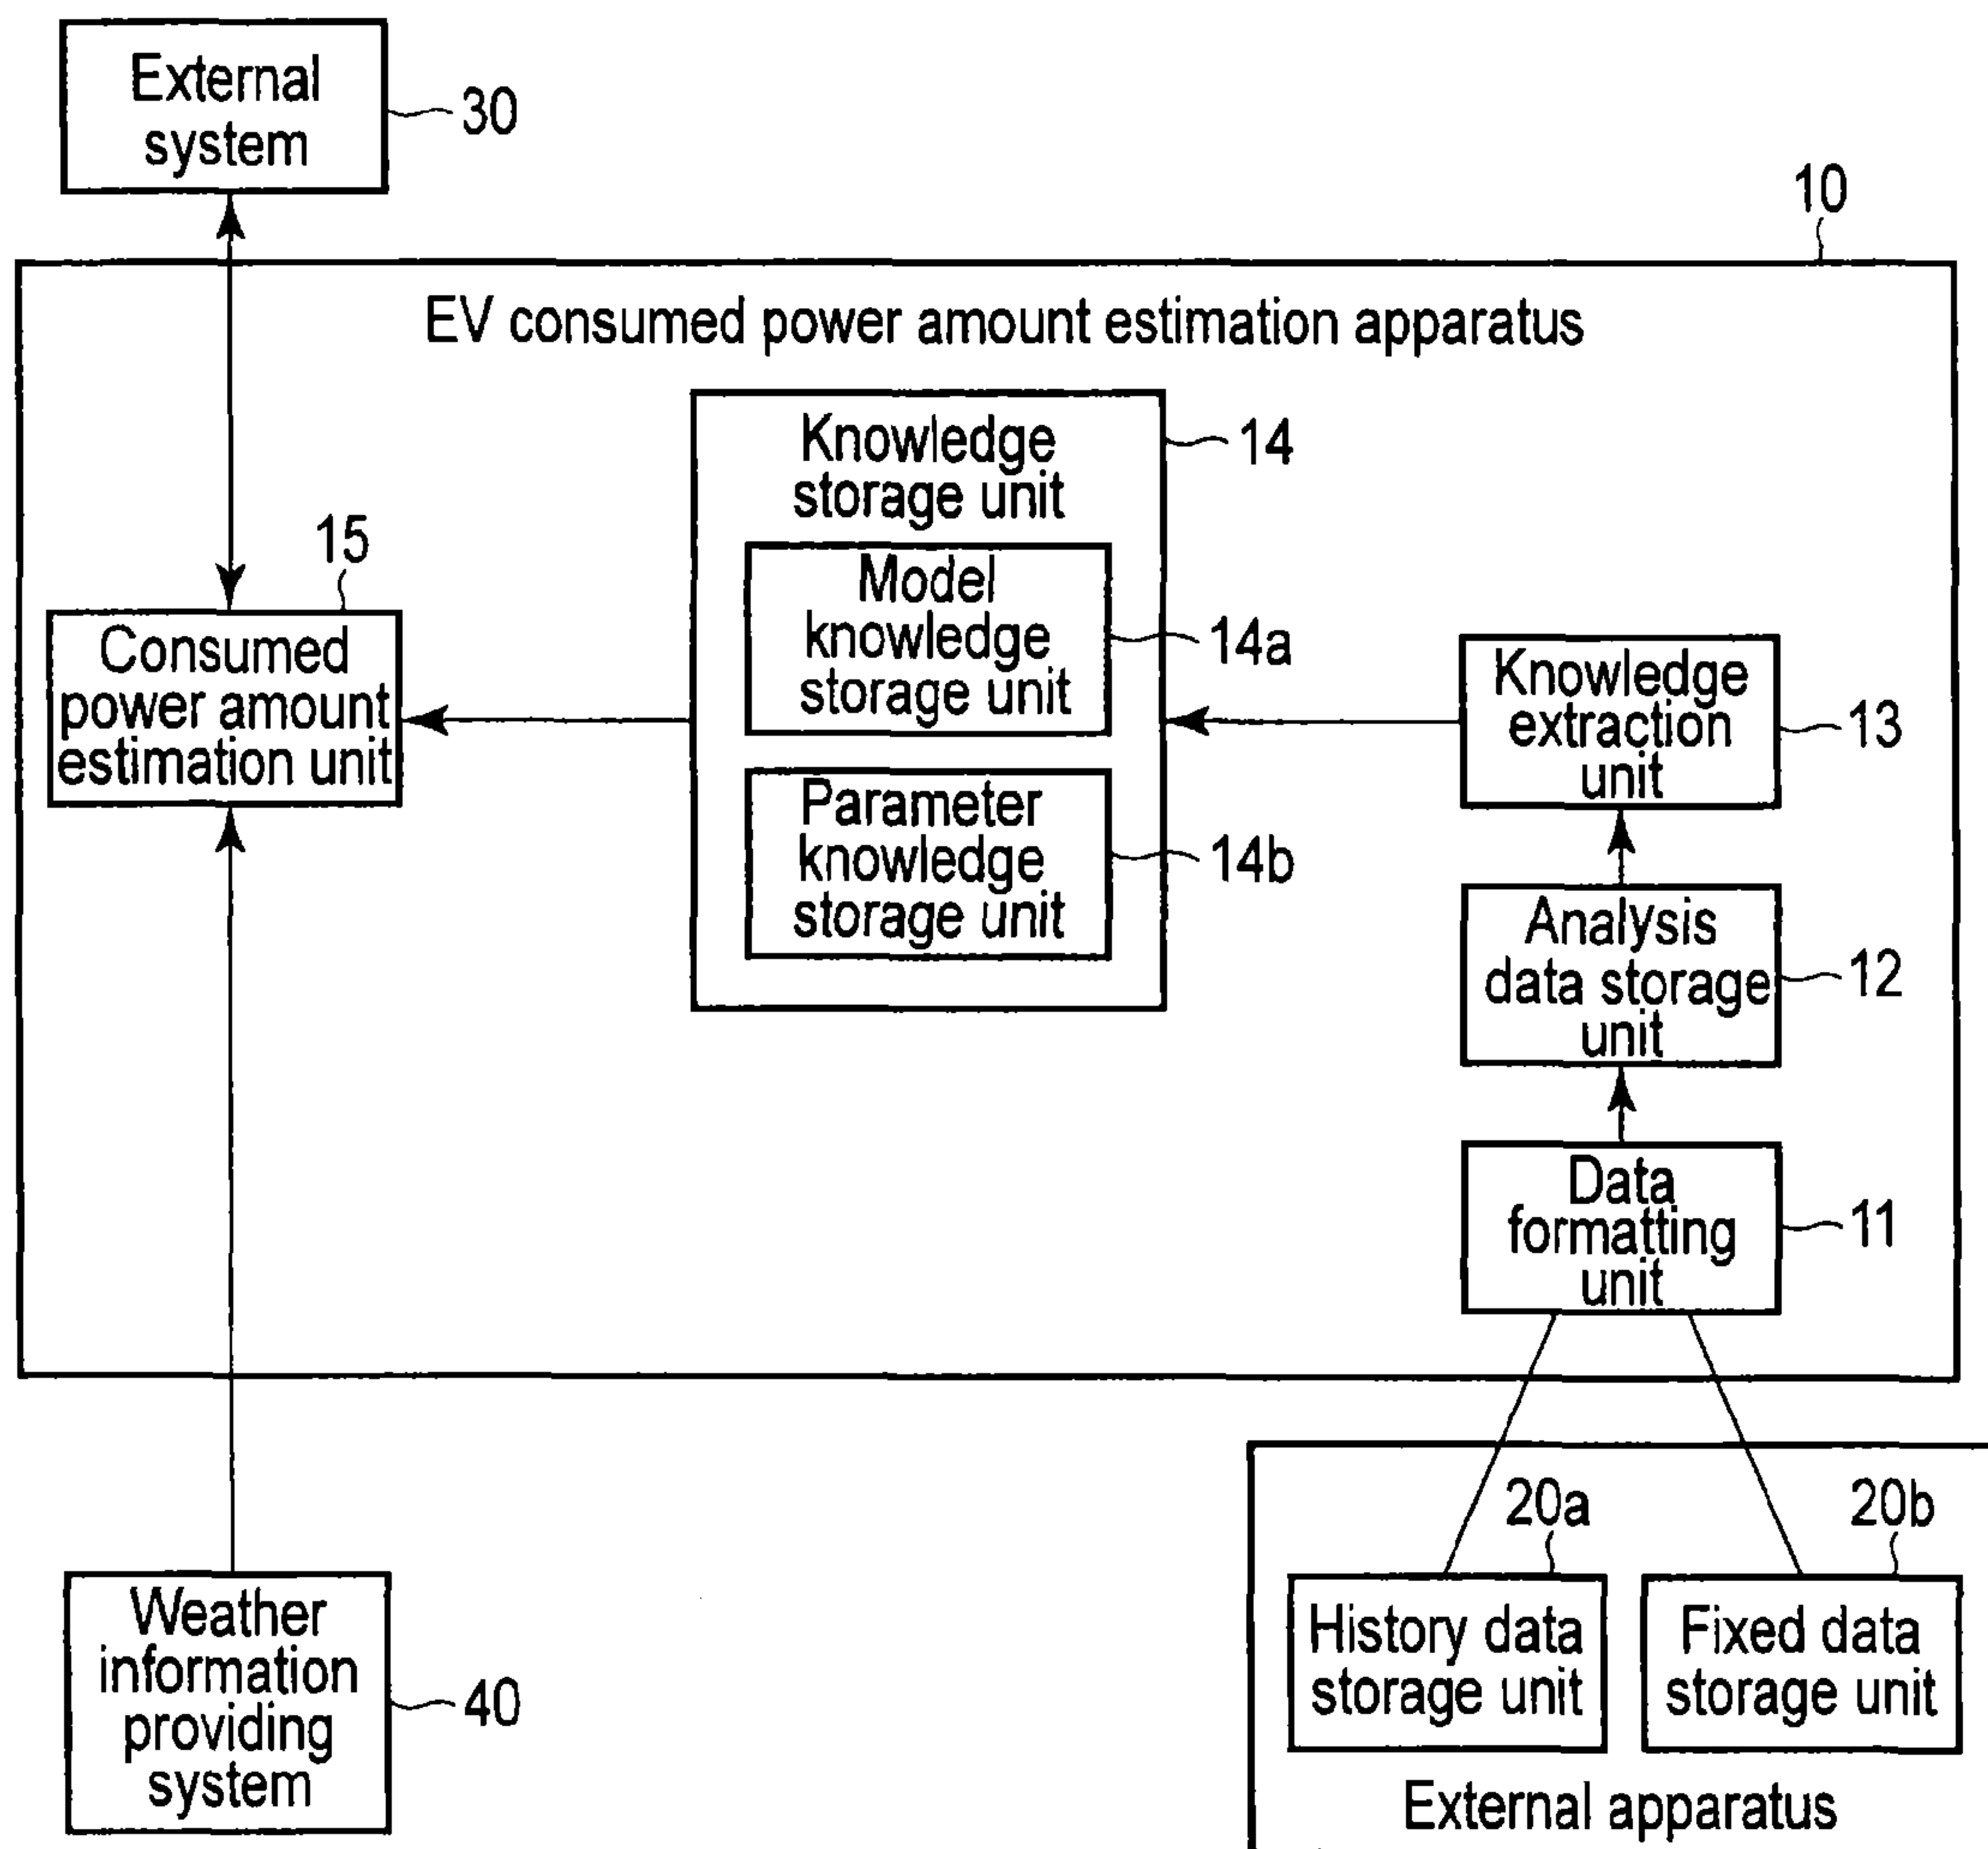 External
system
30
10
EV consumed power amount estimation apparatus
Knowledge
storage unit
14
15
Consumed
power amount
estimation unit
Model
knowledge
storage unit
14a
Parameter
knowledge
storage unit
14b
Knowledge
extraction
unit
13
Analysis
data storage
unit
12
Data
formatting
unit
11
20a
20b
History data
storage unit
Fixed data
storage unit
External apparatus
Weather
information
providing
system
40